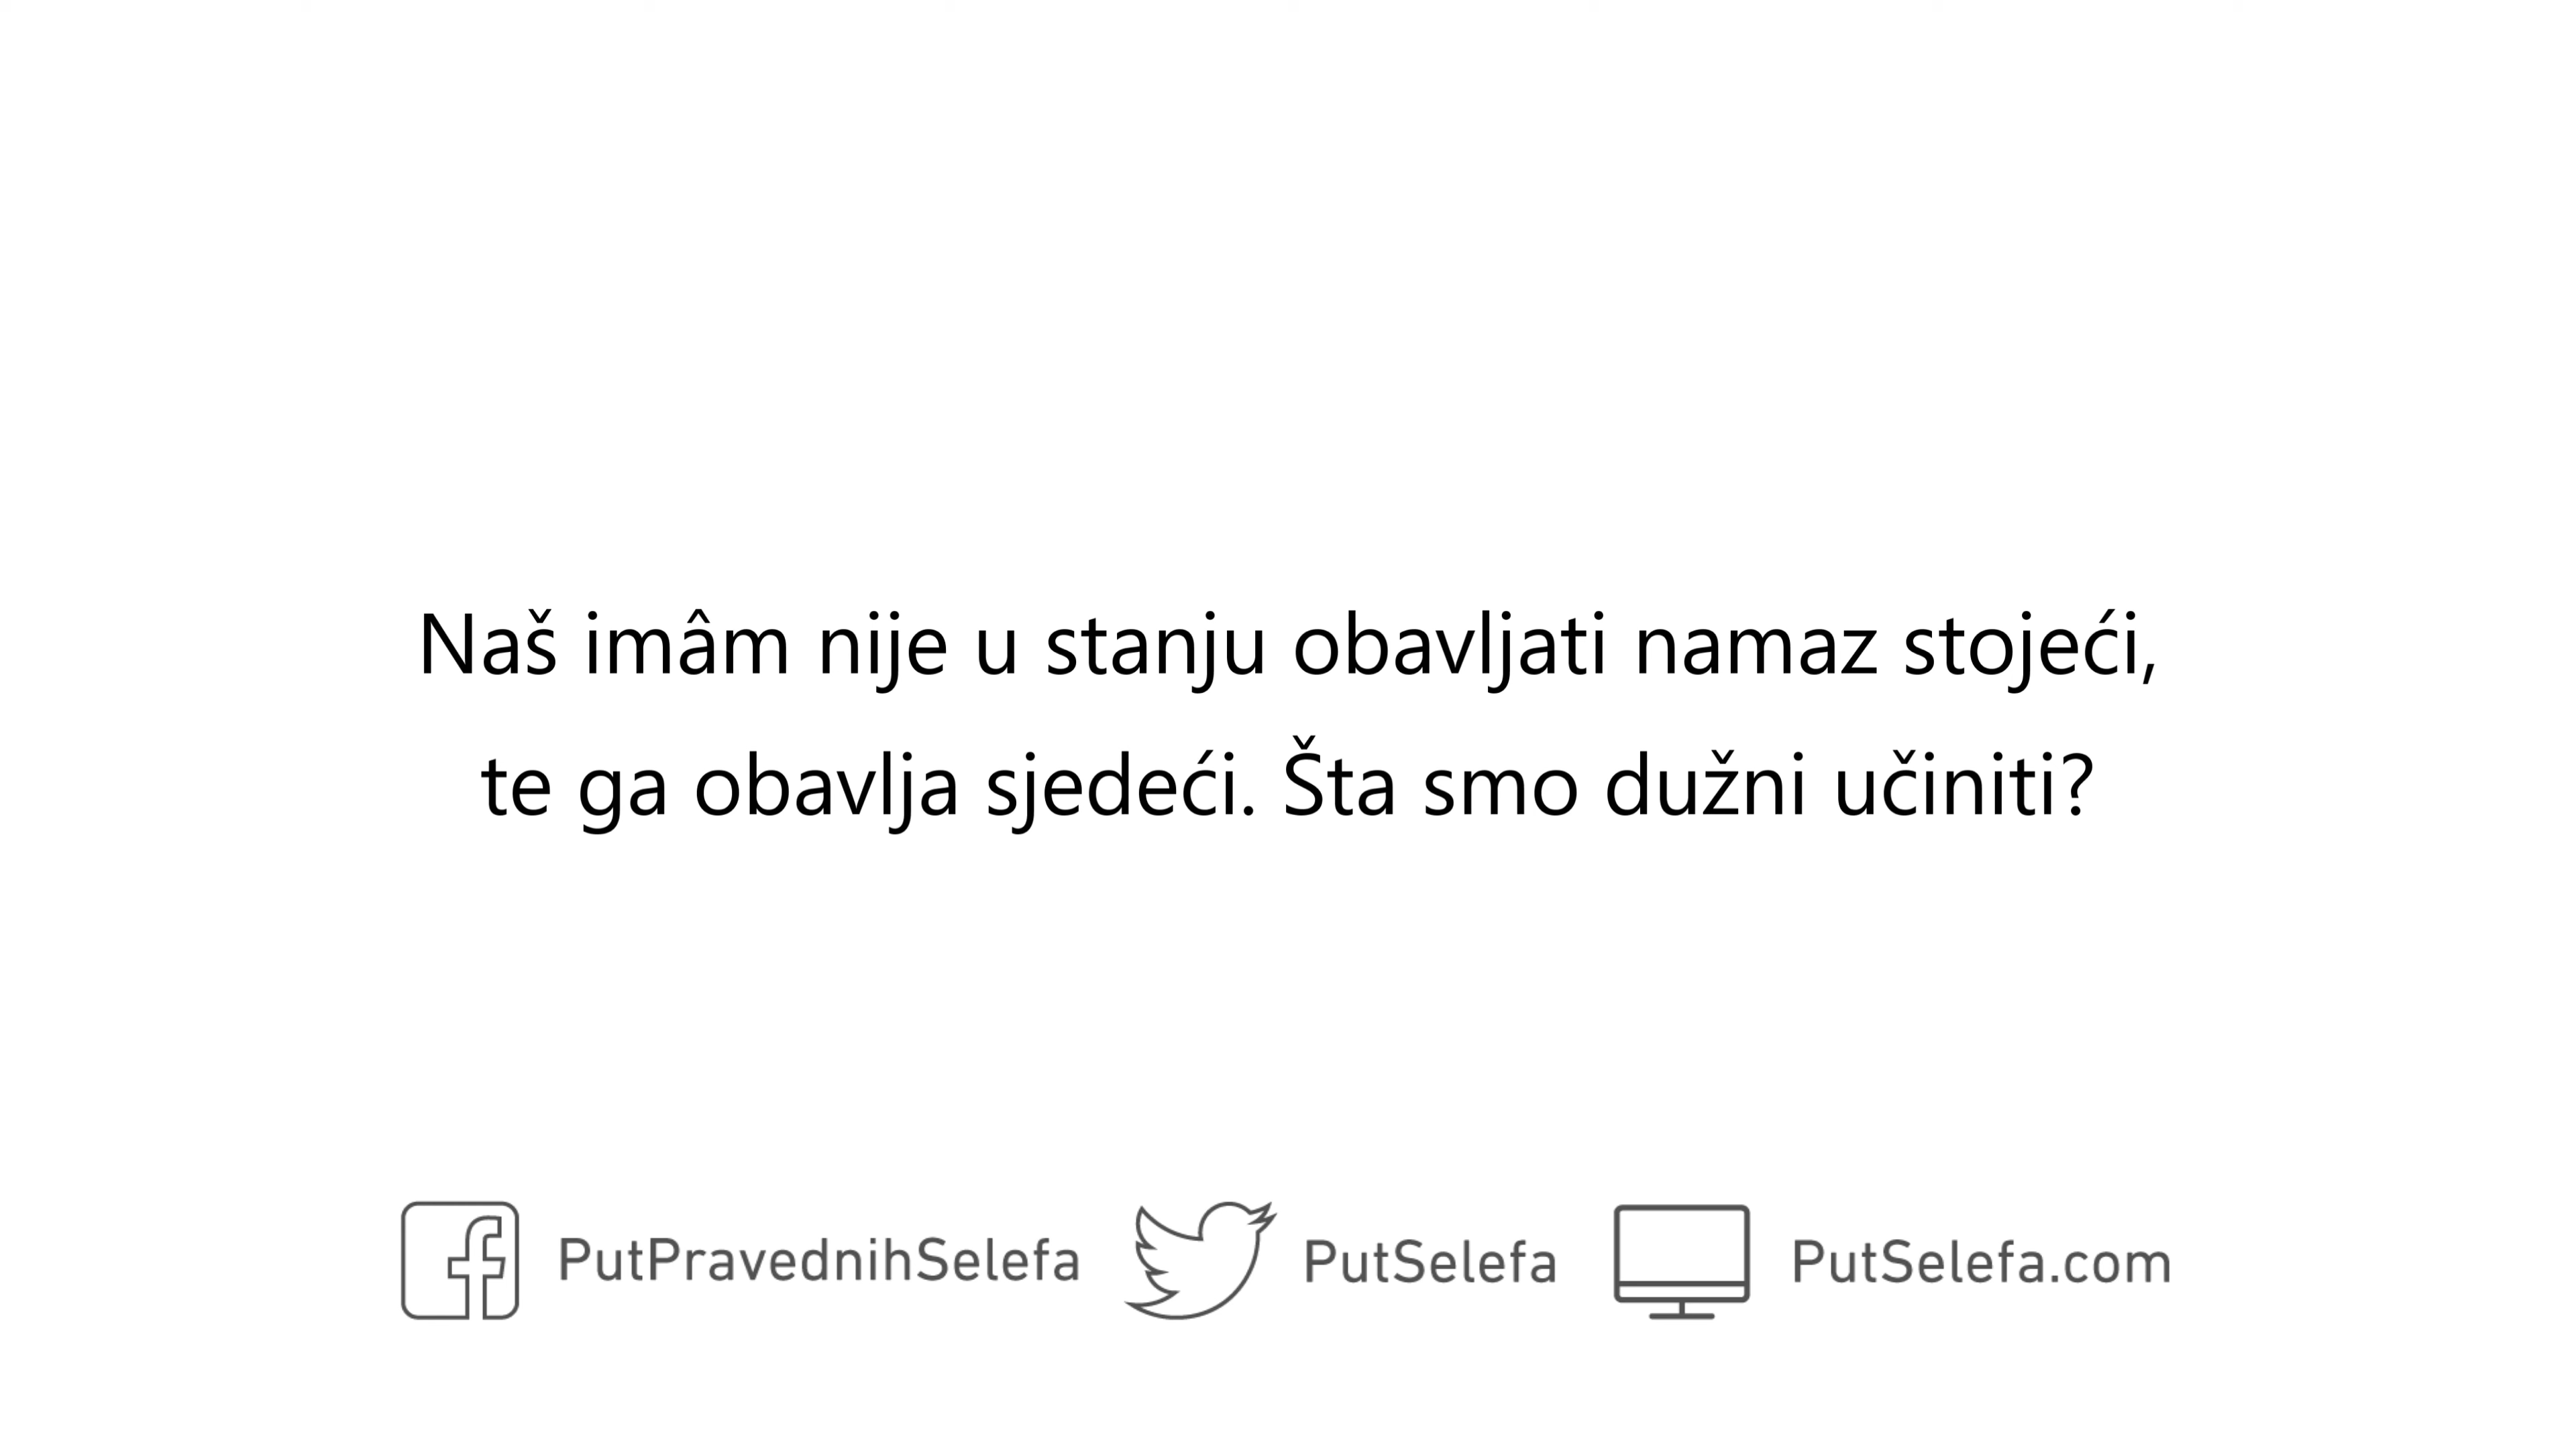 Naš imâm nije u stanju obavljati namaz stojeći,
te ga obavlja sjedeći. Šta smo dužni učiniti?
PutPravednihSelefa PutSelefa PutSelefa.com